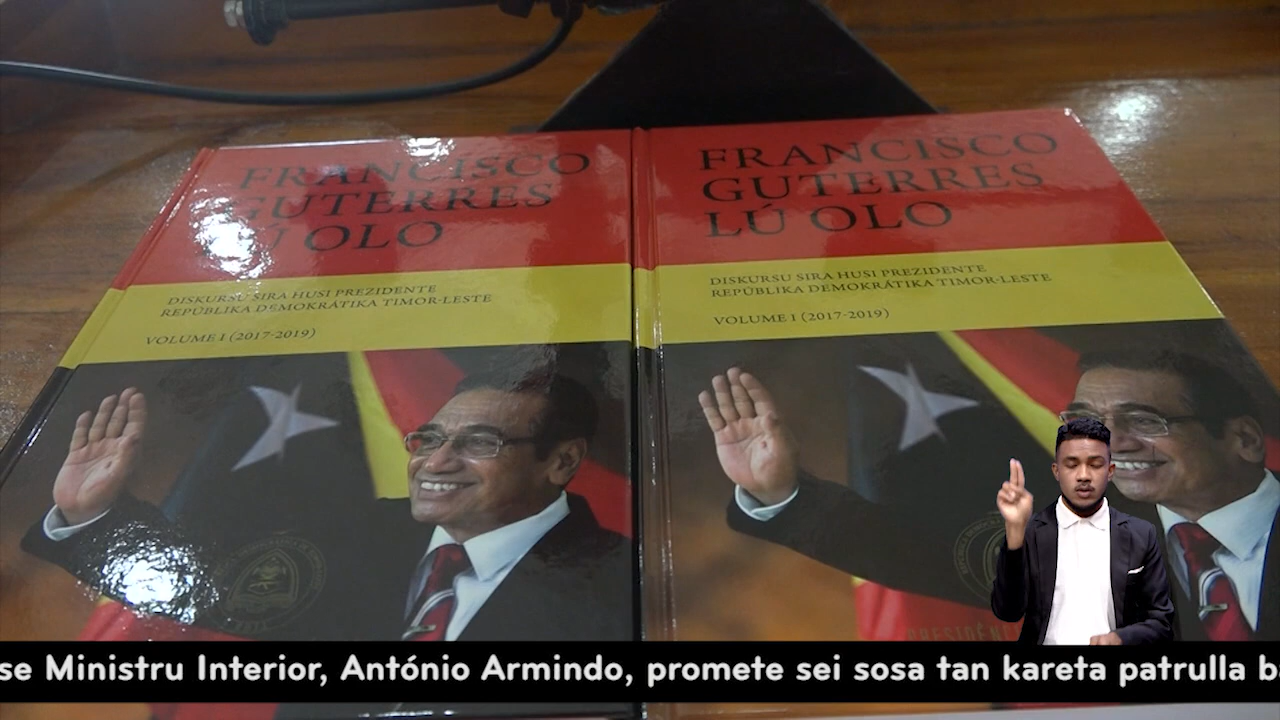 FRANCISCO
GUTERRES
LÚ OLO
DISKURSU SIRA HUSI PREZIDENTE
REPÚBLIKA DEMOKRÁTIKA TIMOR-LESTE
VOLUME I (2017-2019)
FRANCISCO
GUTERRES
LÚ OLO
DISKURSU SIRA HUSI PREZIDENTE
REPÚBLIKA DEMOKRÁTIKA TIMOR-LESTE
VOLUME I (2017-2019)
se Ministru Interior, António Armindo, promete sei sosa tan kareta patrulla